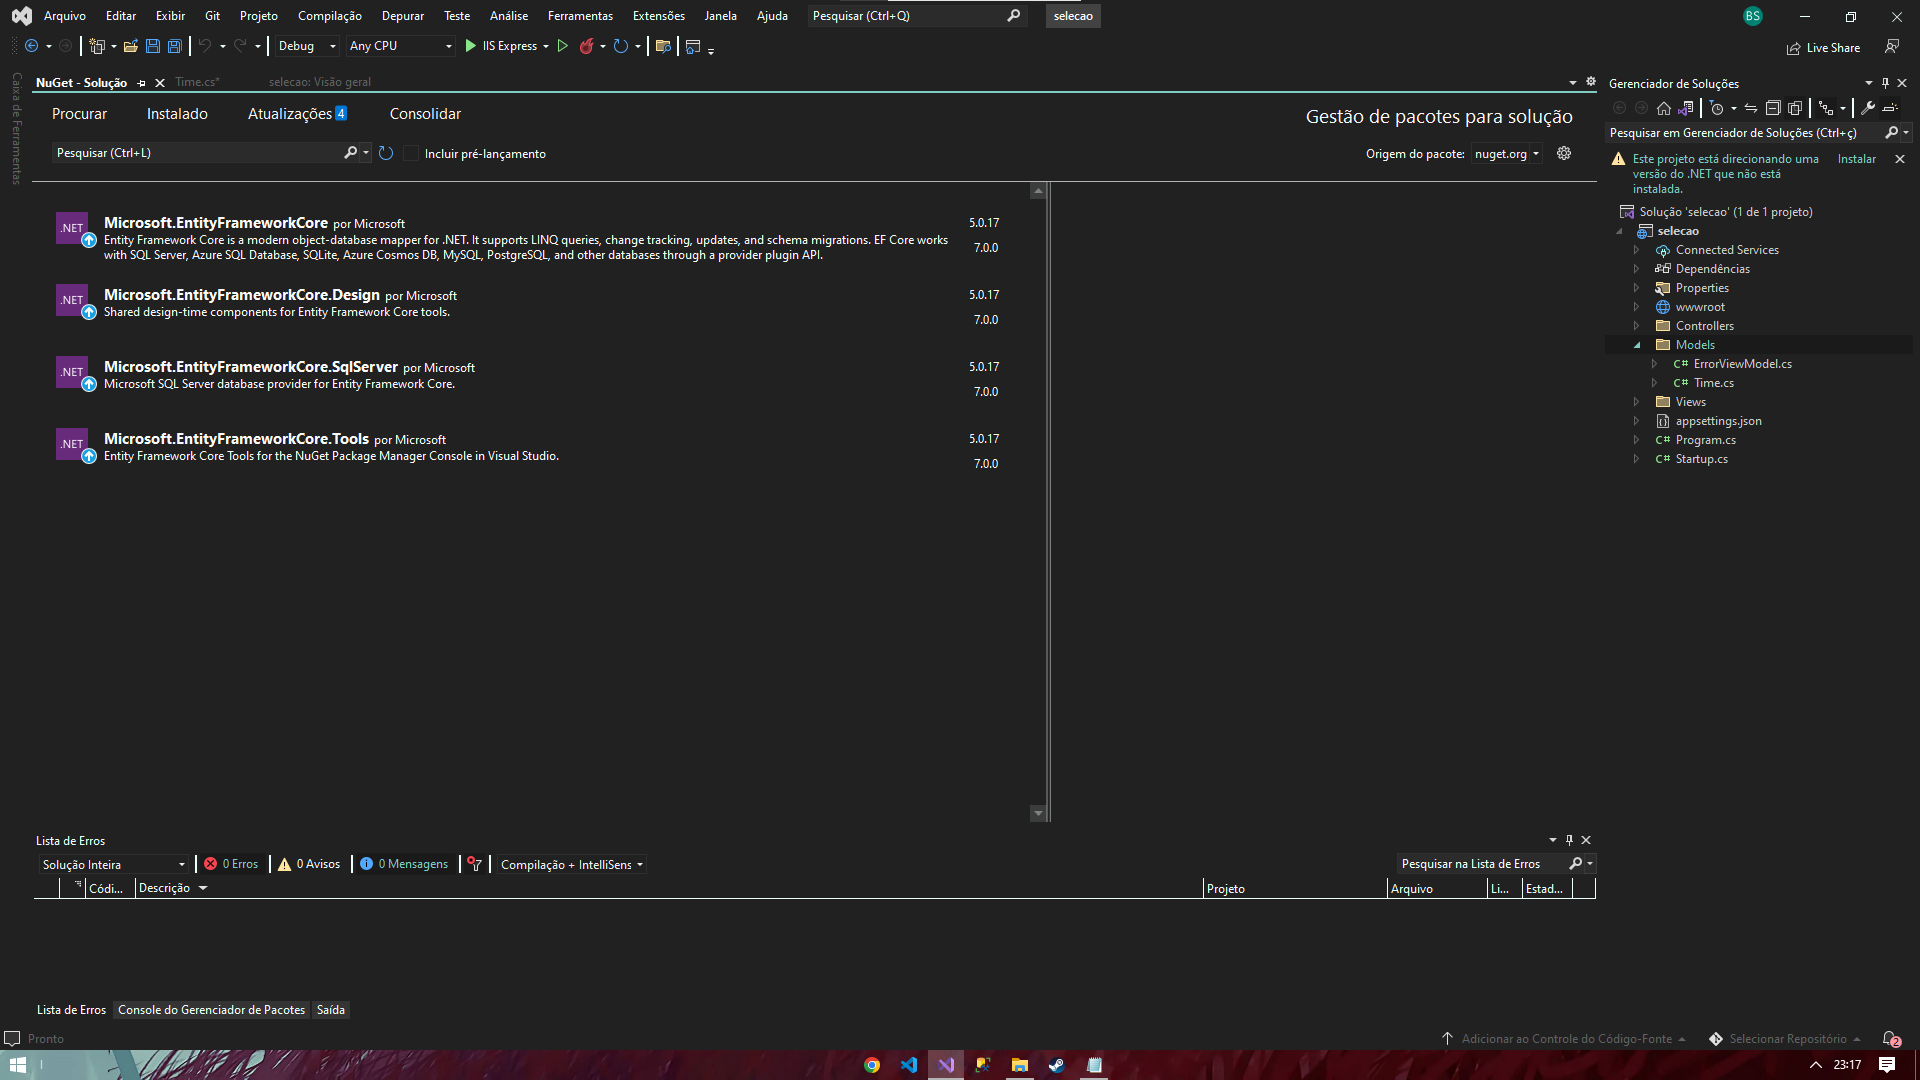 Arquivo Editar Exibir Git Projeto Compilação Depurar Teste Análise Ferramentas Extensões Janela Ajuda Pesquisar (Ctrl+Q) selecao BS
Debug Any CPU IIS Express Live Share
Caixa de Ferramentas
NuGet - Solução Time.cs* selecao: Visão geral
Procurar Instalado Atualizações 4 Consolidar
Gestão de pacotes para solução
Pesquisar (Ctrl+L) Incluir pré-lançamento Origem do pacote: nuget.org
.NET Microsoft.EntityFrameworkCore por Microsoft 5.0.17
Entity Framework Core is a modern object-database mapper for .NET. It supports LINQ queries, change tracking, updates, and schema migrations. EF Core works 7.0.0
with SQL Server, Azure SQL Database, SQLite, Azure Cosmos DB, MySQL, PostgreSQL, and other databases through a provider plugin API.
.NET Microsoft.EntityFrameworkCore.Design por Microsoft 5.0.17
Shared design-time components for Entity Framework Core tools. 7.0.0
.NET Microsoft.EntityFrameworkCore.SqlServer por Microsoft 5.0.17
Microsoft SQL Server database provider for Entity Framework Core. 7.0.0
.NET Microsoft.EntityFrameworkCore.Tools por Microsoft 5.0.17
Entity Framework Core Tools for the NuGet Package Manager Console in Visual Studio. 7.0.0
Gerenciador de Soluções
Pesquisar em Gerenciador de Soluções (Ctrl+ç)
Este projeto está direcionando uma Instalar
versão do .NET que não está
instalada.
Solução 'selecao' (1 de 1 projeto)
selecao
Connected Services
Dependências
Properties
wwwroot
Controllers
Models
C# ErrorViewModel.cs
C# Time.cs
Views
appsettings.json
C# Program.cs
C# Startup.cs
Lista de Erros
Solução Inteira 0 Erros 0 Avisos 0 Mensagens Compilação + IntelliSens Pesquisar na Lista de Erros
Códi... Descrição Projeto Arquivo Li... Estad...
Lista de Erros Console do Gerenciador de Pacotes Saída
Pronto Adicionar ao Controle do Código-Fonte Selecionar Repositório 2
23:17